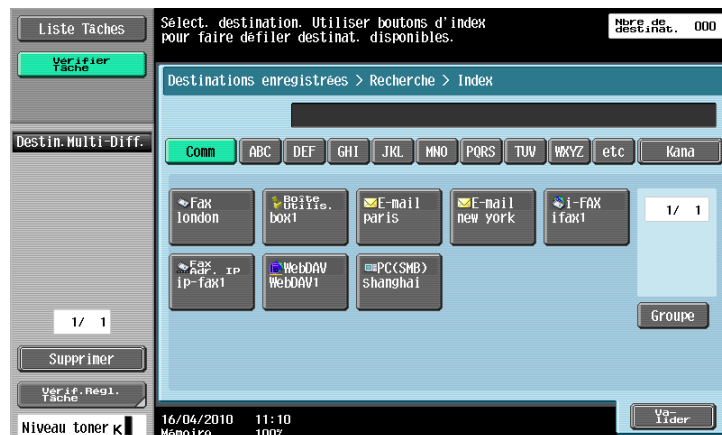 Liste Tâches
Vérifier
Tâche
Destin.Multi-Diff.
1/ 1
Supprimer
Vérif.Régl.
Tâche
Niveau toner K
Sélect. destination. Utiliser boutons d'index
pour faire défiler destinat. disponibles.
Nbre de
destinat. 000
Destinations enregistrées > Recherche > Index
Comm ABC DEF GHI JKL MNO PQRS TUV WXYZ etc Kana
Fax
london
Boîte
Utilis.
box1
E-mail
paris
E-mail
new york
i-FAX
ifax1
1/ 1
Fax
Adr. IP
ip-fax1
WebDAV
WebDAV1
PC(SMB)
shanghai
Groupe
16/04/2010 11:10
Mémoire 100%
Va-
lider